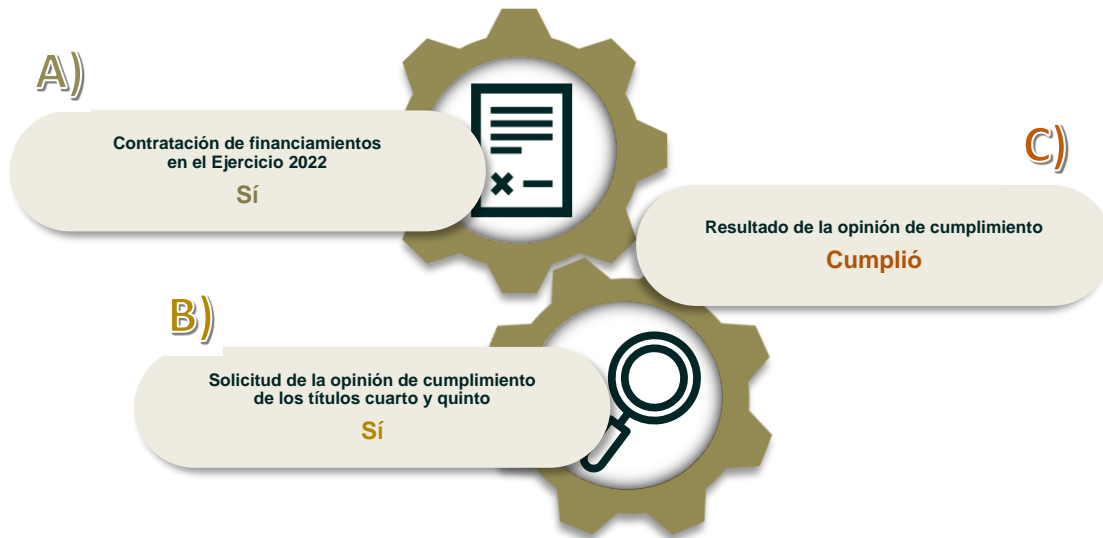 A)
Contratación de financiamientos
en el Ejercicio 2022
Sí
B)
Solicitud de la opinión de cumplimiento
de los títulos cuarto y quinto
Sí
C)
Resultado de la opinión de cumplimiento
Cumplió